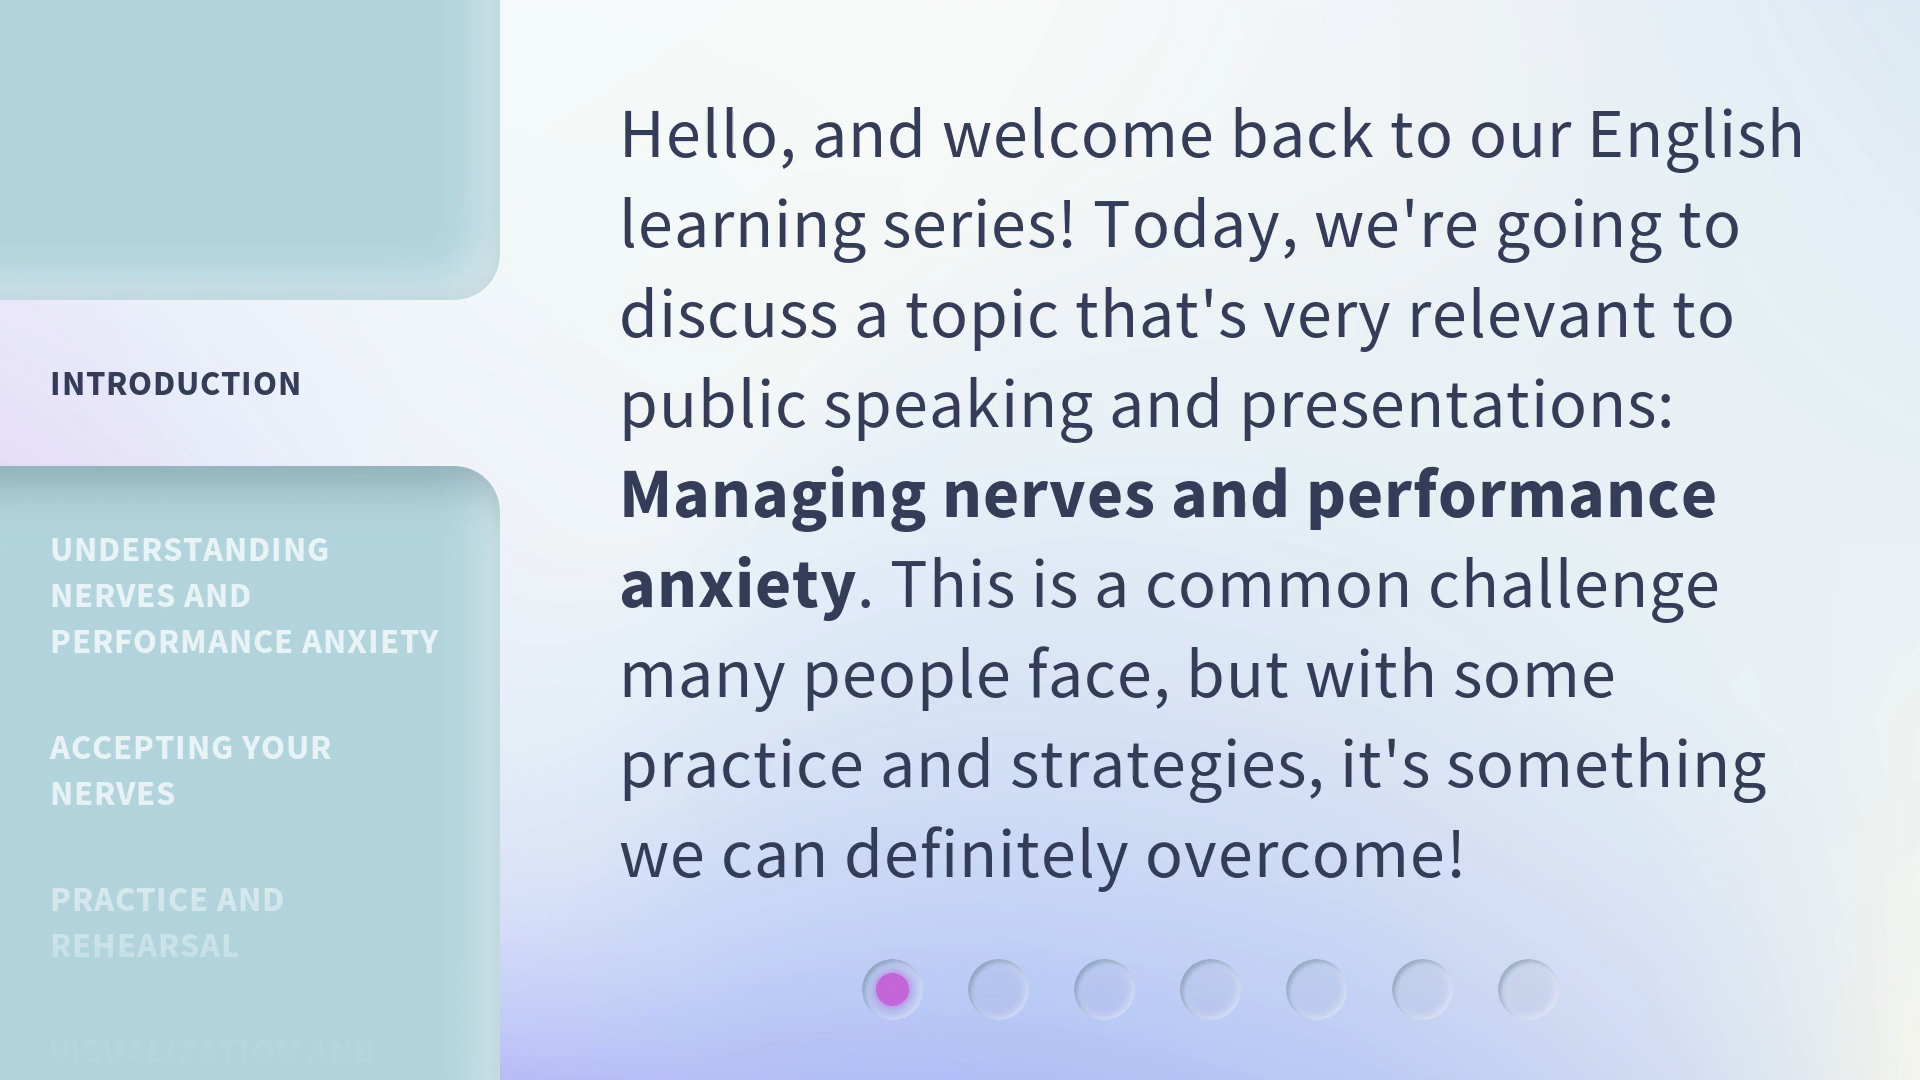 INTRODUCTION
UNDERSTANDING
NERVES AND
PERFORMANCE ANXIETY
ACCEPTING YOUR
NERVES
PRACTICE AND
REHEARSAL
VISUALIZATION AND
Hello, and welcome back to our English
learning series! Today, we're going to
discuss a topic that's very relevant to
public speaking and presentations:
Managing nerves and performance
anxiety. This is a common challenge
many people face, but with some
practice and strategies, it's something
we can definitely overcome!